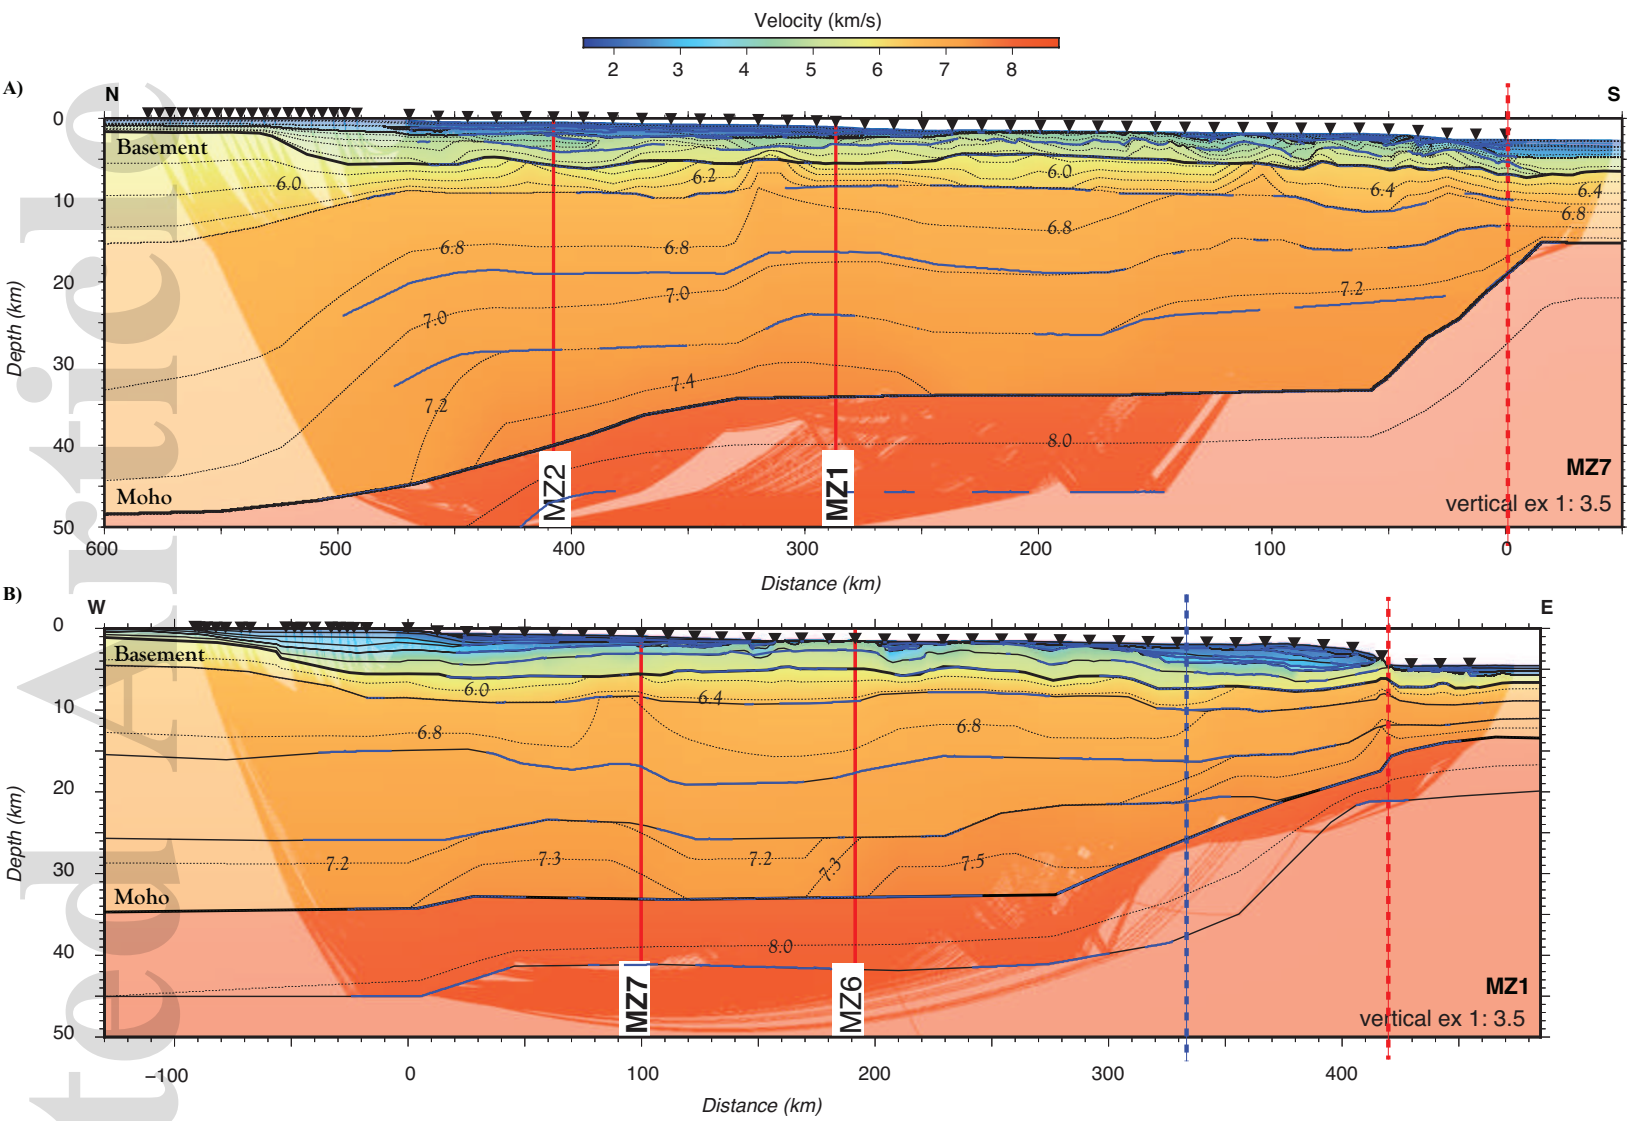 Velocity (km/s)
2 3 4 5 6 7 8
A)
N
S
0
10
20
30
40
50
Depth (km)
Basement
6.0
6.2
6.0
6.4
6.4
6.8
6.8
6.8
6.8
7.0
7.0
7.2
7.2
7.4
8.0
Moho
MZ2
MZ1
MZ7
vertical ex 1: 3.5
600 500 400 300 200 100 0
Distance (km)
B)
W
E
0
10
20
30
40
50
Depth (km)
Basement
6.0
6.4
6.8
6.8
7.2
7.3
7.2
7.3
7.5
Moho
8.0
MZ7
MZ6
MZ1
vertical ex 1: 3.5
−100 0 100 200 300 400
Distance (km)
ted Article